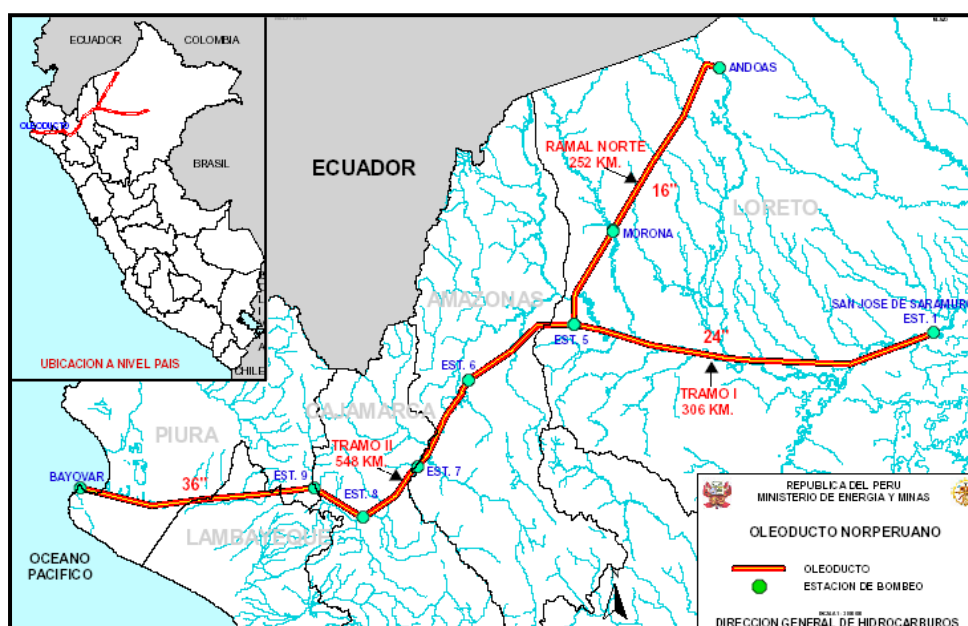 ECUADOR
COLOMBIA
OLEODUCTO
BRASIL
CHILE
UBICACION A NIVEL PAIS
ECUADOR
ANDOAS
RAMAL NORTE
252 KM.
16"
LORETO
MORONA
AMAZONAS
SAN JOSE DE SARAMURO
EST. 1
EST. 5
24"
TRAMO I
306 KM.
EST. 6
CAJAMARCA
PIURA
TRAMO II
548 KM.
EST. 7
BAYOVAR
36"
EST. 9
EST. 8
LAMBAYEQUE
OCEANO
PACIFICO
REPUBLICA DEL PERU
MINISTERIO DE ENERGIA Y MINAS
OLEODUCTO NORPERUANO
OLEODUCTO
ESTACION DE BOMBEO
DIRECCION GENERAL DE HIDROCARBUROS